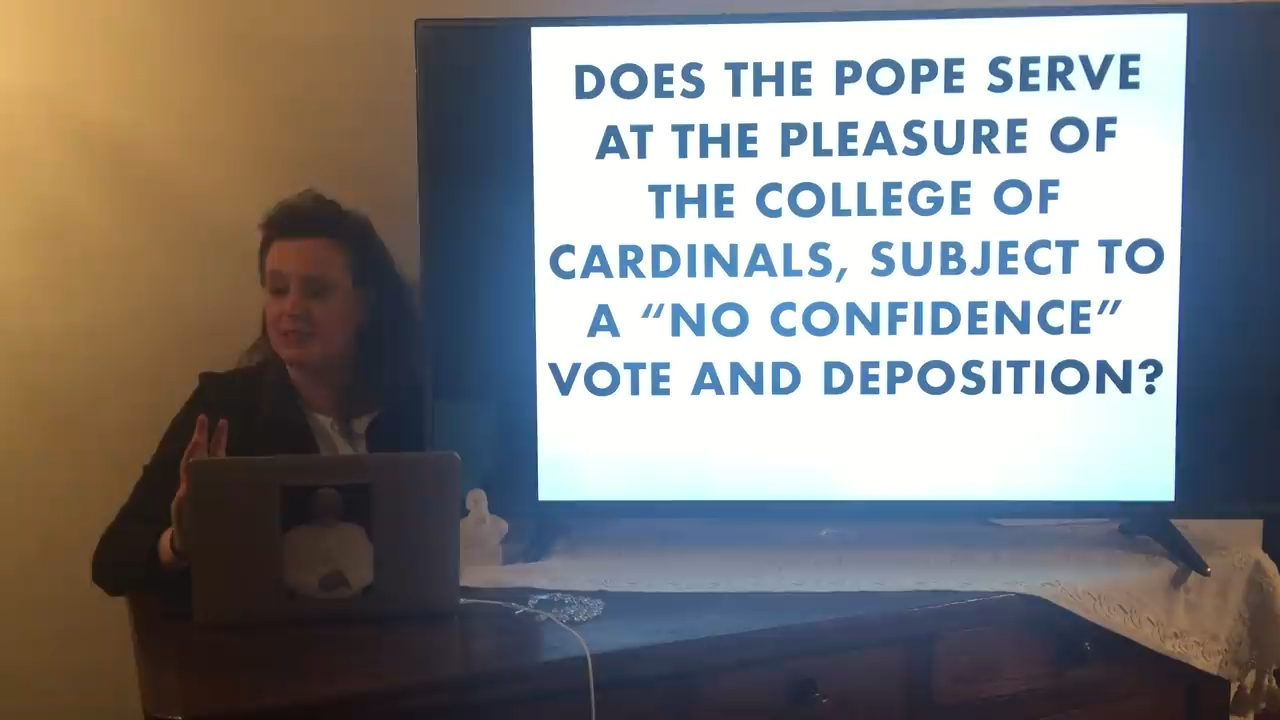 DOES THE POPE SERVE
AT THE PLEASURE OF
THE COLLEGE OF
CARDINALS, SUBJECT TO
A “NO CONFIDENCE”
VOTE AND DEPOSITION?